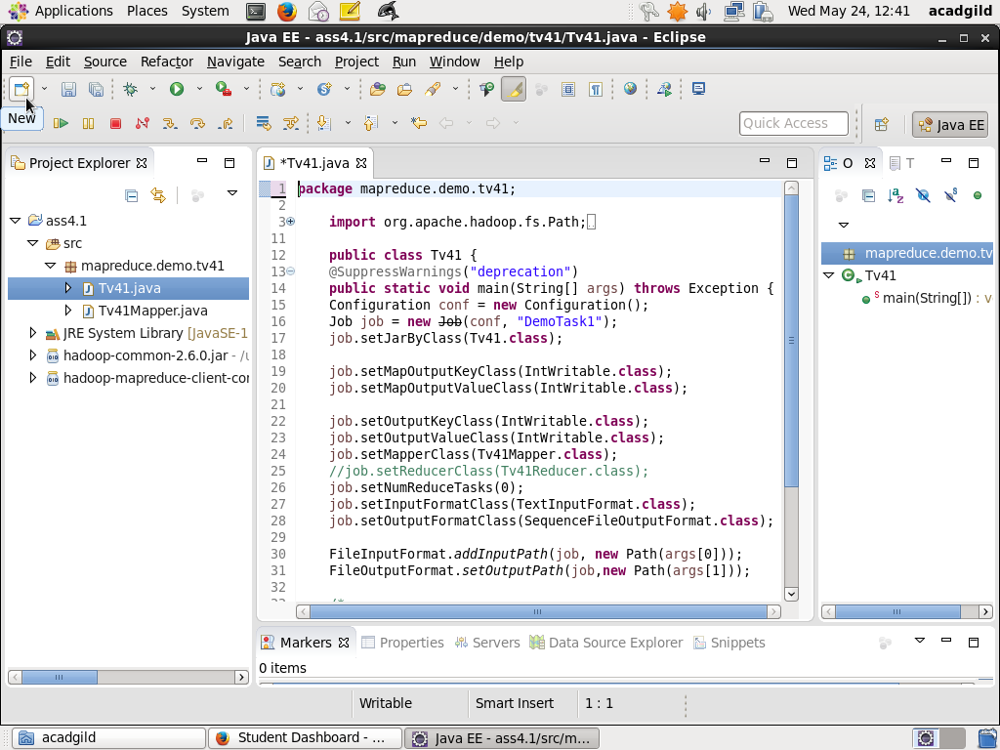 Applications Places System Wed May 24, 12:41 acadgild
Java EE - ass4.1/src/mapreduce/demo/tv41/Tv41.java - Eclipse
File Edit Source Refactor Navigate Search Project Run Window Help
New
Quick Access
Java EE
Project Explorer
ass4.1
src
mapreduce.demo.tv41
Tv41.java
Tv41Mapper.java
JRE System Library [JavaSE-1
hadoop-common-2.6.0.jar - /u
hadoop-mapreduce-client-cor
*Tv41.java
1 package mapreduce.demo.tv41;
2
3 import org.apache.hadoop.fs.Path;
11
12 public class Tv41 {
13 @SuppressWarnings("deprecation")
14 public static void main(String[] args) throws Exception {
15 Configuration conf = new Configuration();
16 Job job = new Job(conf, "DemoTask1");
17 job.setJarByClass(Tv41.class);
18
19 job.setMapOutputKeyClass(IntWritable.class);
20 job.setMapOutputValueClass(IntWritable.class);
21
22 job.setOutputKeyClass(IntWritable.class);
23 job.setOutputValueClass(IntWritable.class);
24 job.setMapperClass(Tv41Mapper.class);
25 //job.setReducerClass(Tv41Reducer.class);
26 job.setNumReduceTasks(0);
27 job.setInputFormatClass(TextInputFormat.class);
28 job.setOutputFormatClass(SequenceFileOutputFormat.class);
29
30 FileInputFormat.addInputPath(job, new Path(args[0]));
31 FileOutputFormat.setOutputPath(job,new Path(args[1]));
32
O
T
mapreduce.demo.tv
Tv41
main(String[]) : v
Markers Properties Servers Data Source Explorer Snippets
0 items
Writable Smart Insert 1 : 1
acadgild Student Dashboard - ... Java EE - ass4.1/src/m...